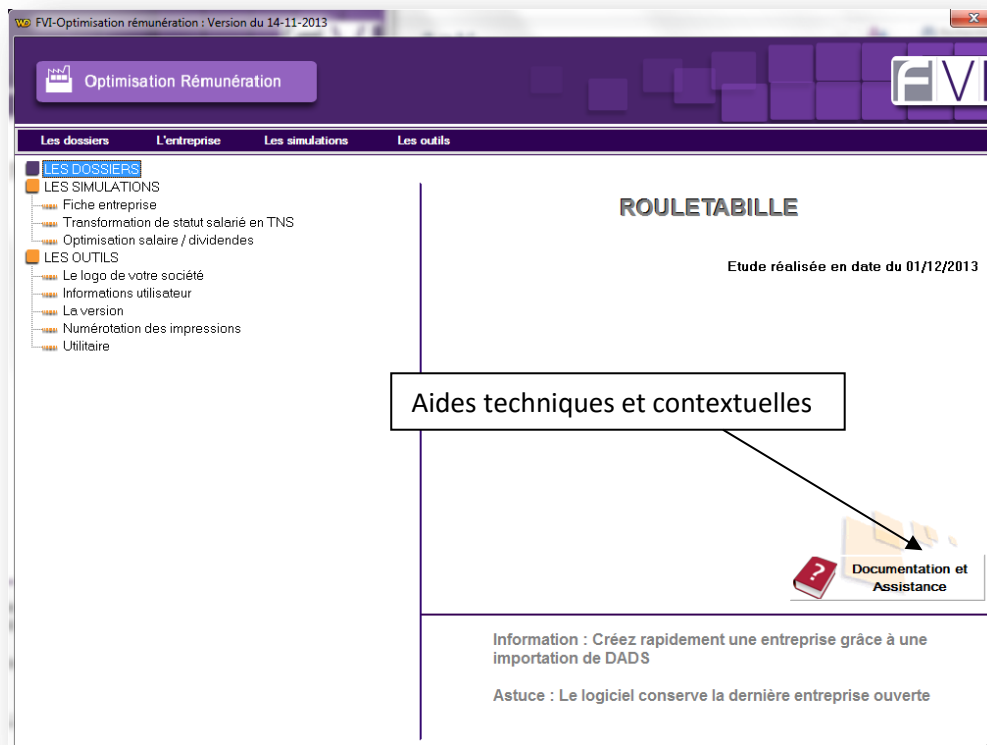 FVI-Optimisation rémunération : Version du 14-11-2013
Optimisation Rémunération
FVI
Les dossiers L'entreprise Les simulations Les outils
LES DOSSIERS
LES SIMULATIONS
Fiche entreprise
Transformation de statut salarié en TNS
Optimisation salaire / dividendes
LES OUTILS
Le logo de votre société
Informations utilisateur
La version
Numérotation des impressions
Utilitaire
ROULETABILLE
Etude réalisée en date du 01/12/2013
Aides techniques et contextuelles
Documentation et
Assistance
Information : Créez rapidement une entreprise grâce à une
importation de DADS
Astuce : Le logiciel conserve la dernière entreprise ouverte